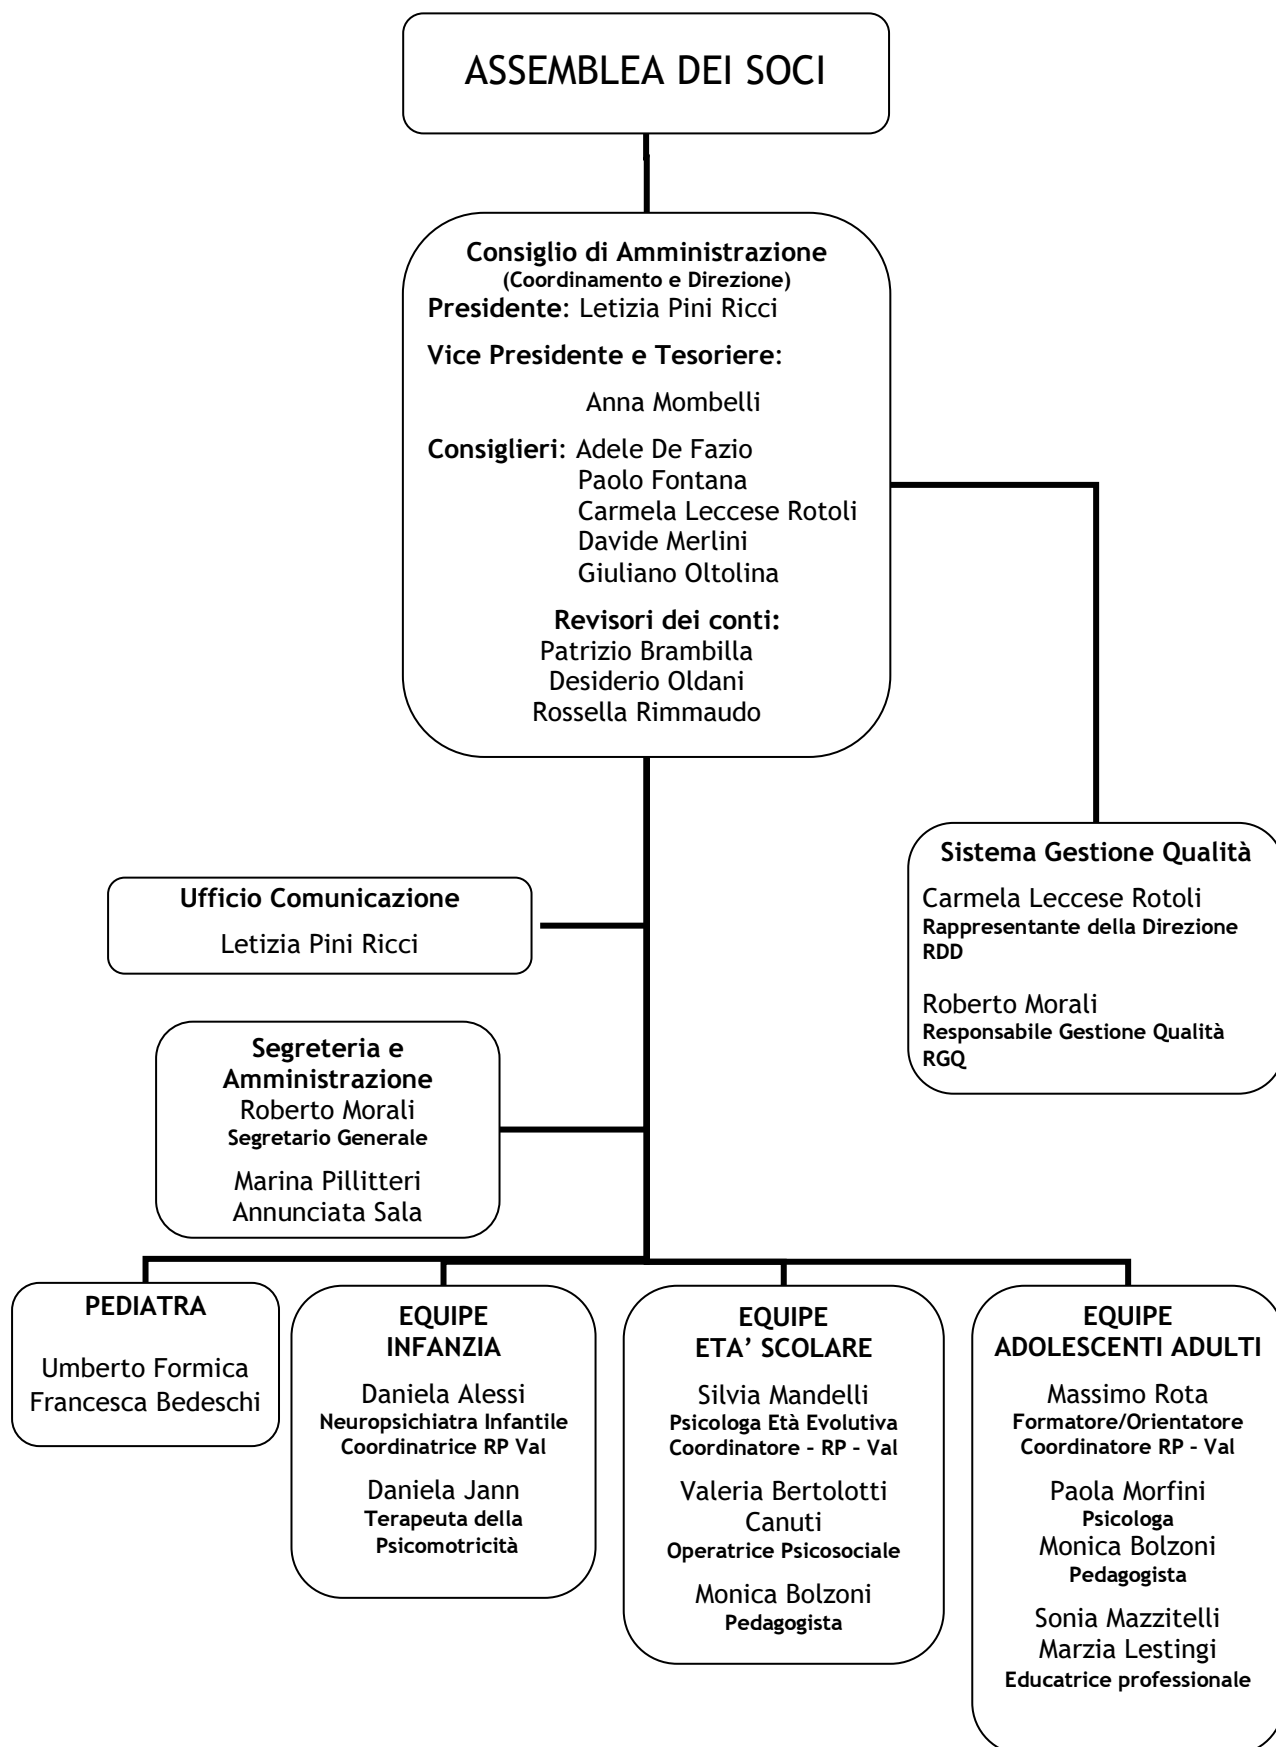 ASSEMBLEA DEI SOCI
Consiglio di Amministrazione
(Coordinamento e Direzione)
Presidente: Letizia Pini Ricci
Vice Presidente e Tesoriere:
Anna Mombelli
Consiglieri: Adele De Fazio
Paolo Fontana
Carmela Leccese Rotoli
Davide Merlini
Giuliano Oltolina
Revisori dei conti:
Patrizio Brambilla
Desiderio Oldani
Rossella Rimmaudo
Sistema Gestione Qualità
Carmela Leccese Rotoli
Rappresentante della Direzione
RDD
Roberto Morali
Responsabile Gestione Qualità
RGQ
Ufficio Comunicazione
Letizia Pini Ricci
Segreteria e
Amministrazione
Roberto Morali
Segretario Generale
Marina Pillitteri
Annunciata Sala
PEDIATRA
Umberto Formica
Francesca Bedeschi
EQUIPE
INFANZIA
Daniela Alessi
Neuropsichiatra Infantile
Coordinatrice RP Val
Daniela Jann
Terapeuta della
Psicomotricità
EQUIPE
ETA’ SCOLARE
Silvia Mandelli
Psicologa Età Evolutiva
Coordinatore – RP – Val
Valeria Bertolotti
Canuti
Operatrice Psicosociale
Monica Bolzoni
Pedagogista
EQUIPE
ADOLESCENTI ADULTI
Massimo Rota
Formatore/Orientatore
Coordinatore RP – Val
Paola Morfini
Psicologa
Monica Bolzoni
Pedagogista
Sonia Mazzitelli
Marzia Lestingi
Educatrice professionale